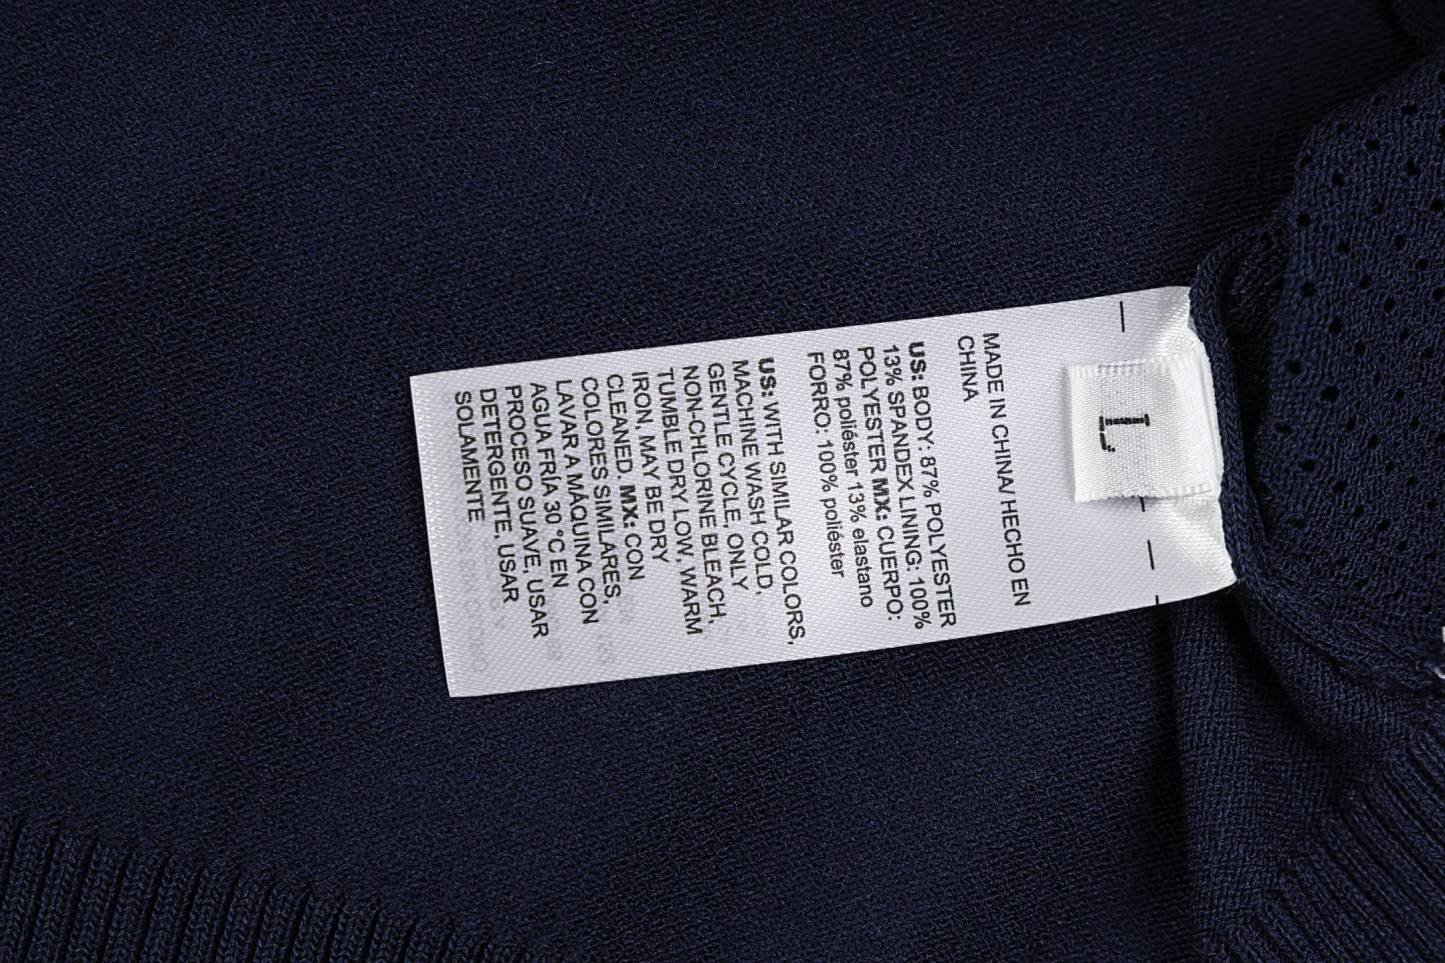 L
MADE IN CHINA/ HECHO EN
CHINA
US: BODY: 87% POLYESTER
13% SPANDEX LINING: 100%
POLYESTER MX: CUERPO:
87% poliéster 13% elastano
FORRO: 100% poliéster
US: WITH SIMILAR COLORS,
MACHINE WASH COLD,
GENTLE CYCLE, ONLY
NON-CHLORINE BLEACH,
TUMBLE DRY LOW, WARM
IRON, MAY BE DRY
CLEANED. MX: CON
COLORES SIMILARES,
LAVAR A MÁQUINA CON
AGUA FRÍA 30 °C EN
PROCESO SUAVE, USAR
DETERGENTE. USAR
SOLAMENTE